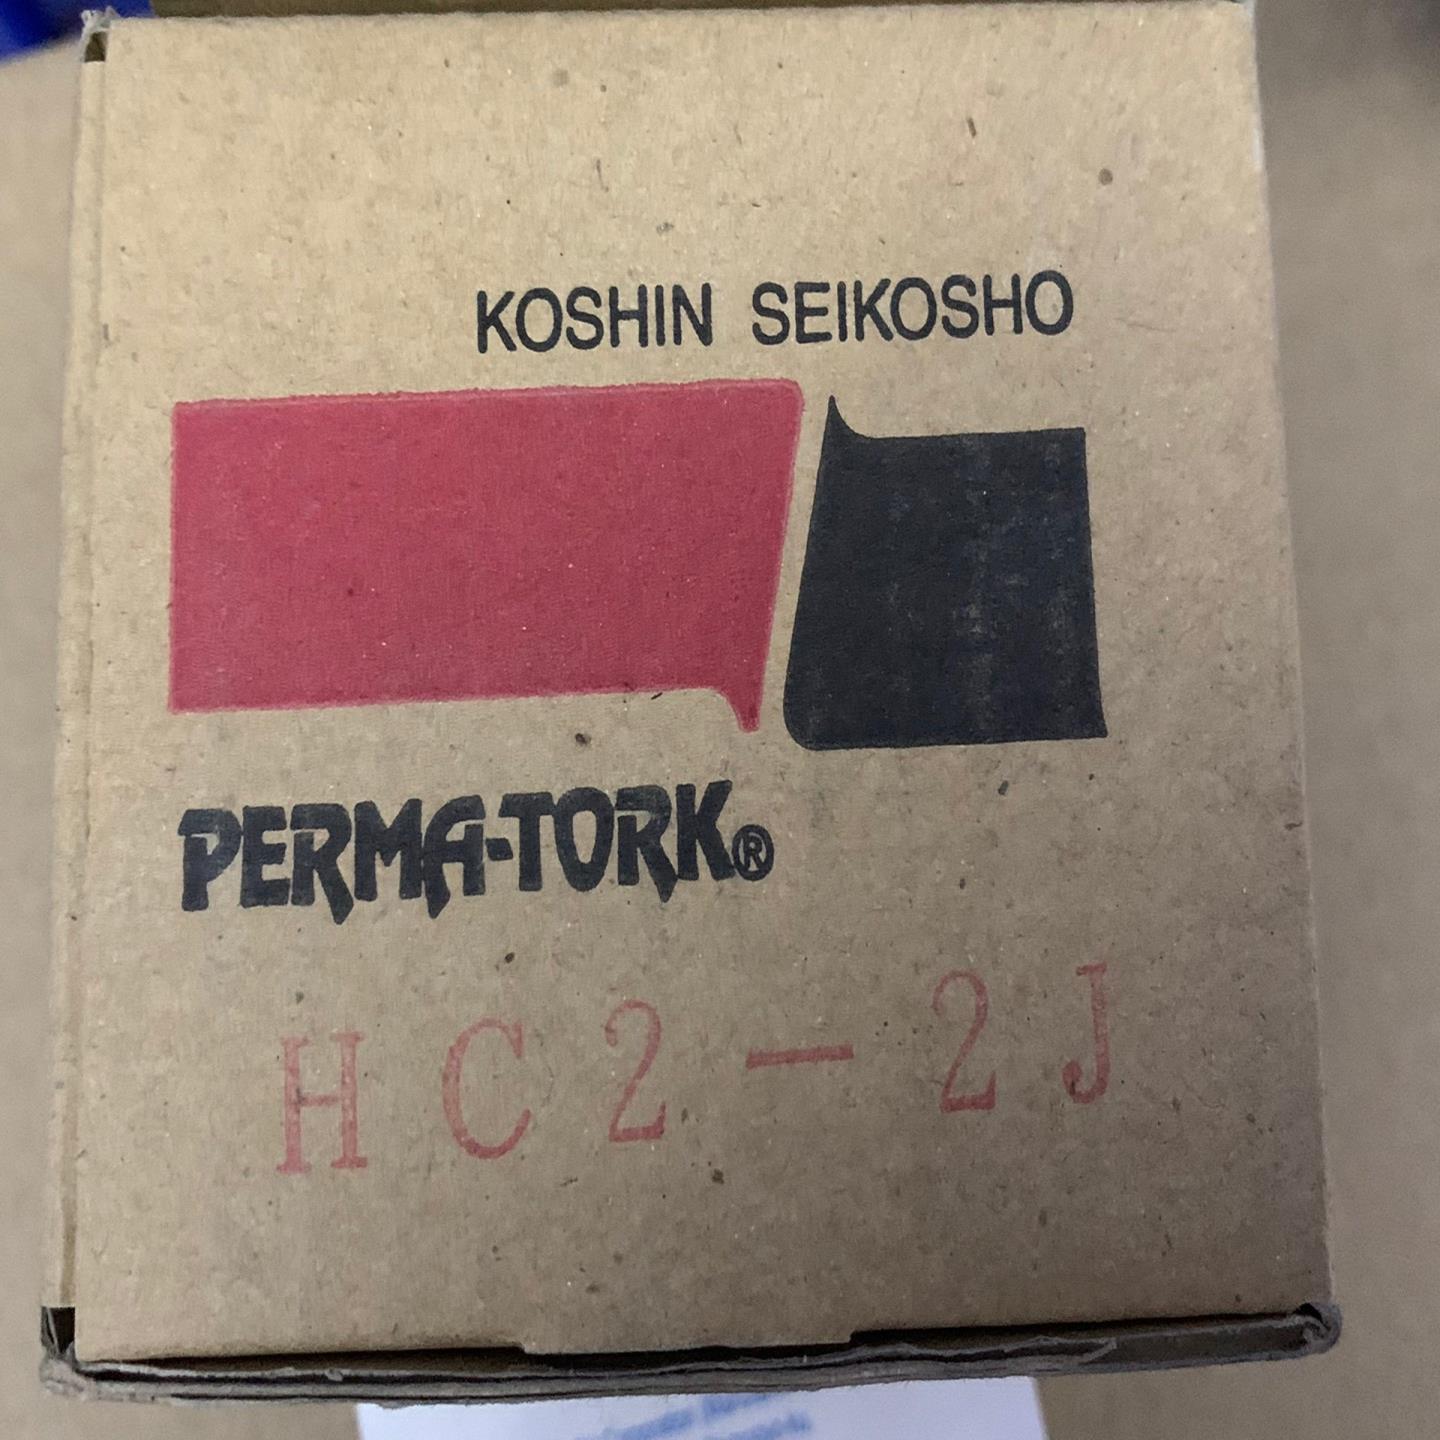 KOSHIN SEIKOSHO
PERMA-TORK®
HC2-2J